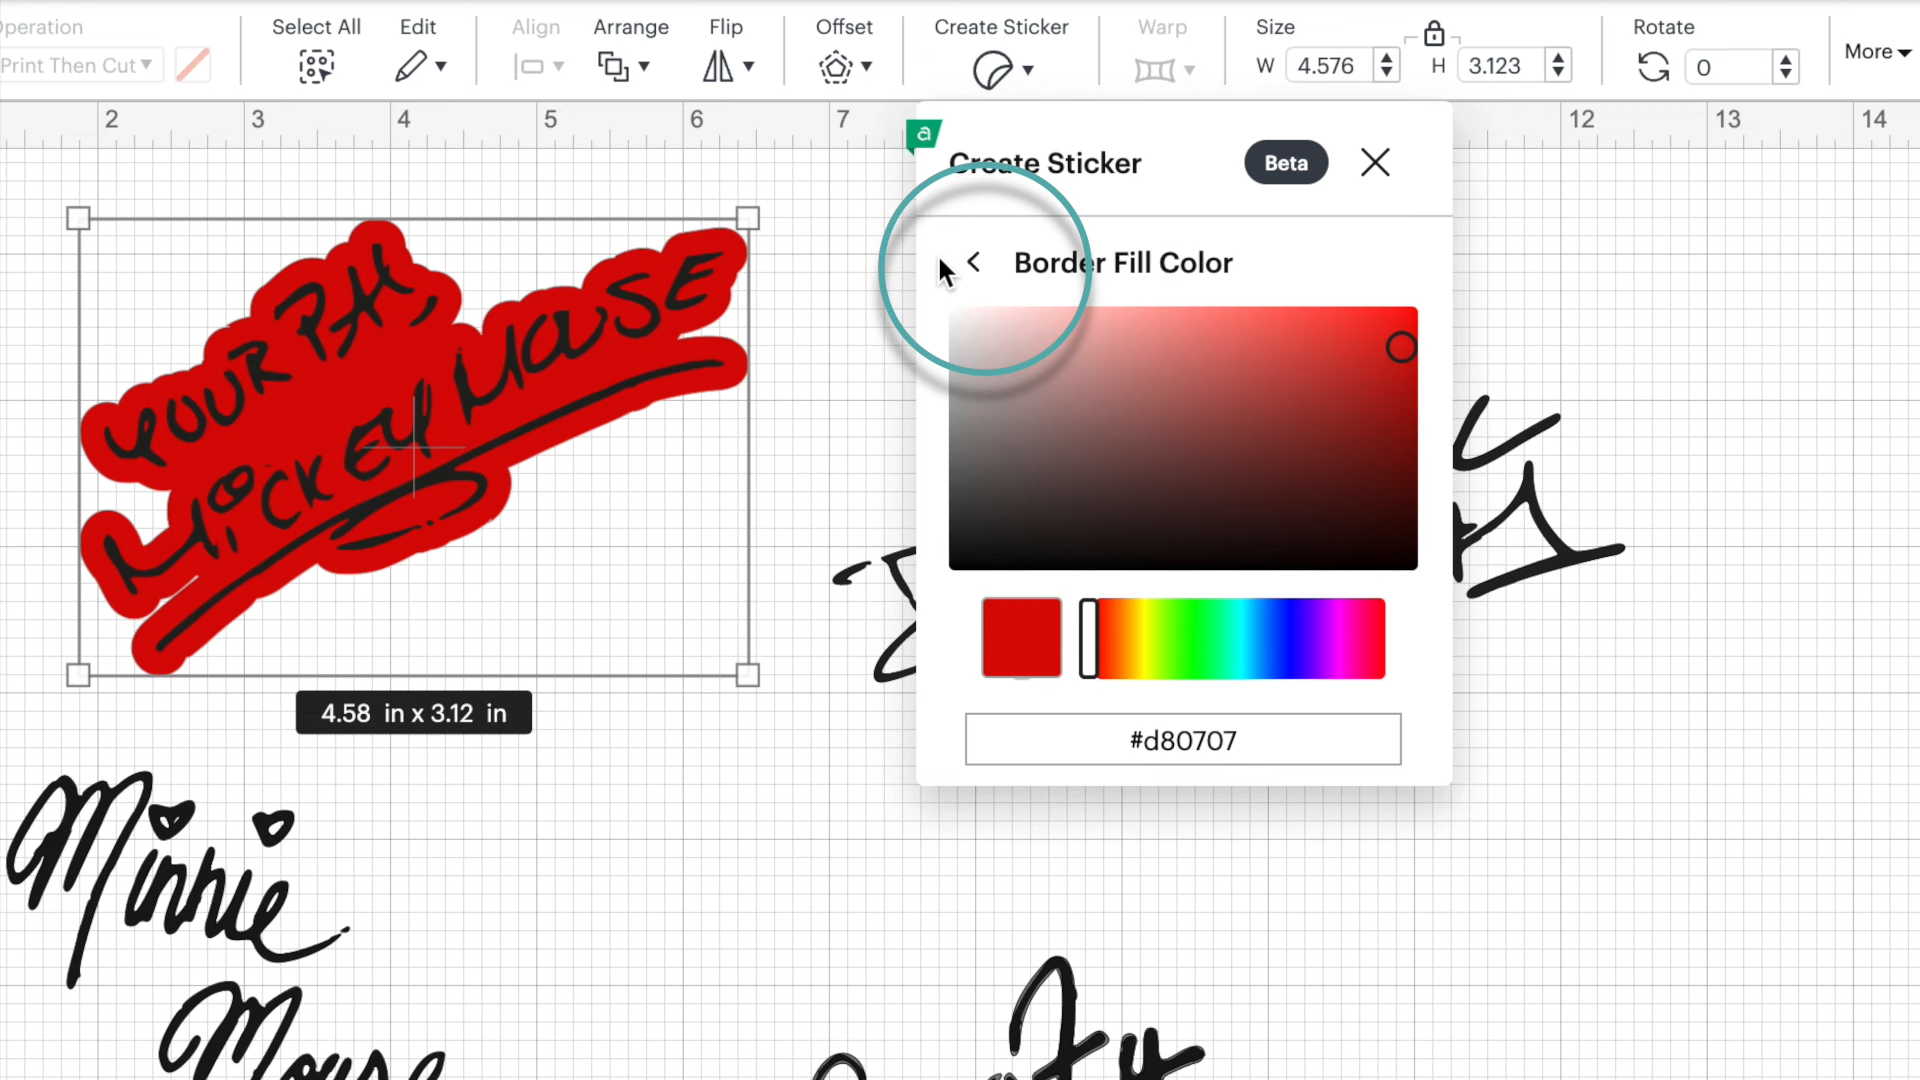 peration Select All Edit Align Arrange Flip Offset Create Sticker Warp Size Rotate More
Print Then Cut W 4.576 H 3.123 0
2 3 4 5 6 7 12 13 14
a
Create Sticker Beta
Border Fill Color
#d80707
YOUR PAL,
MICKEY MOUSE
4.58 in x 3.12 in
Minnie
Mouse